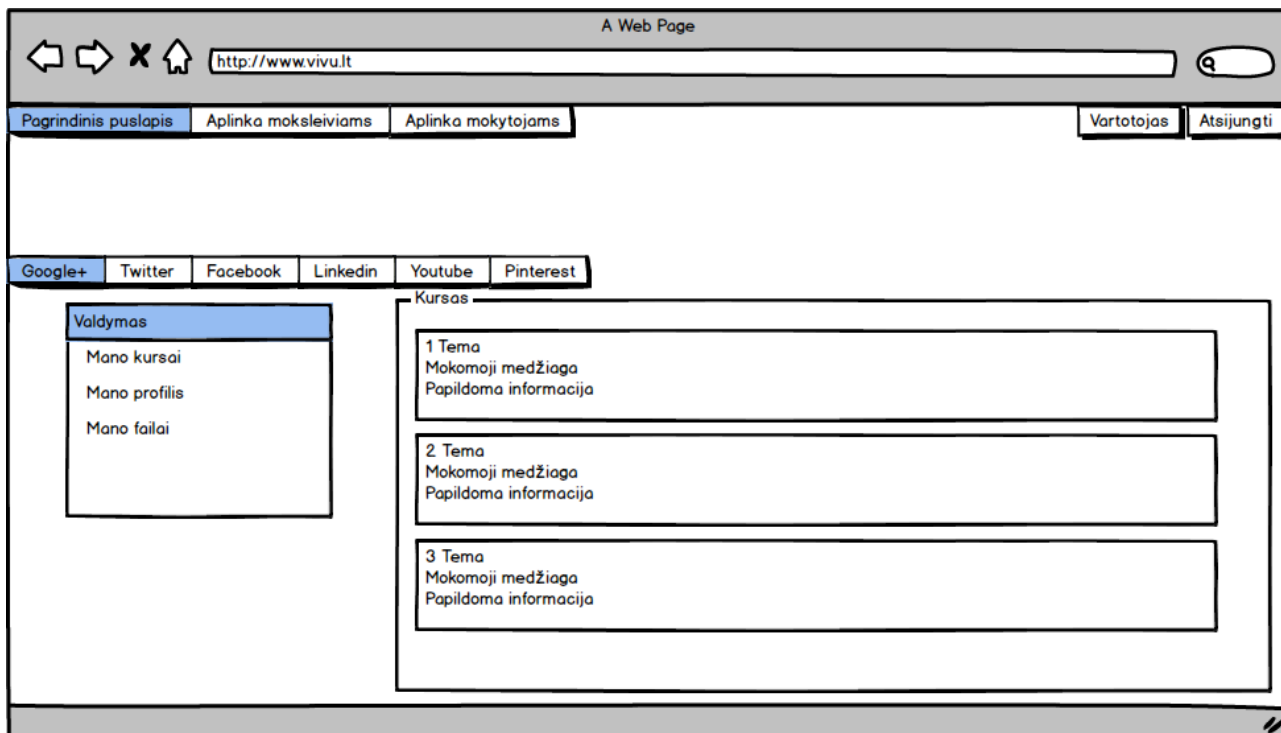 A Web Page
http://www.vivu.lt
Pagrindinis puslapis Aplinka moksleiviams Aplinka mokytojams Vartotojas Atsijungti
Google+ Twitter Facebook Linkedin Youtube Pinterest
Valdymas
Mano kursai
Mano profilis
Mano failai
Kursas
1 Tema
Mokomoji medžiaga
Papildoma informacija
2 Tema
Mokomoji medžiaga
Papildoma informacija
3 Tema
Mokomoji medžiaga
Papildoma informacija